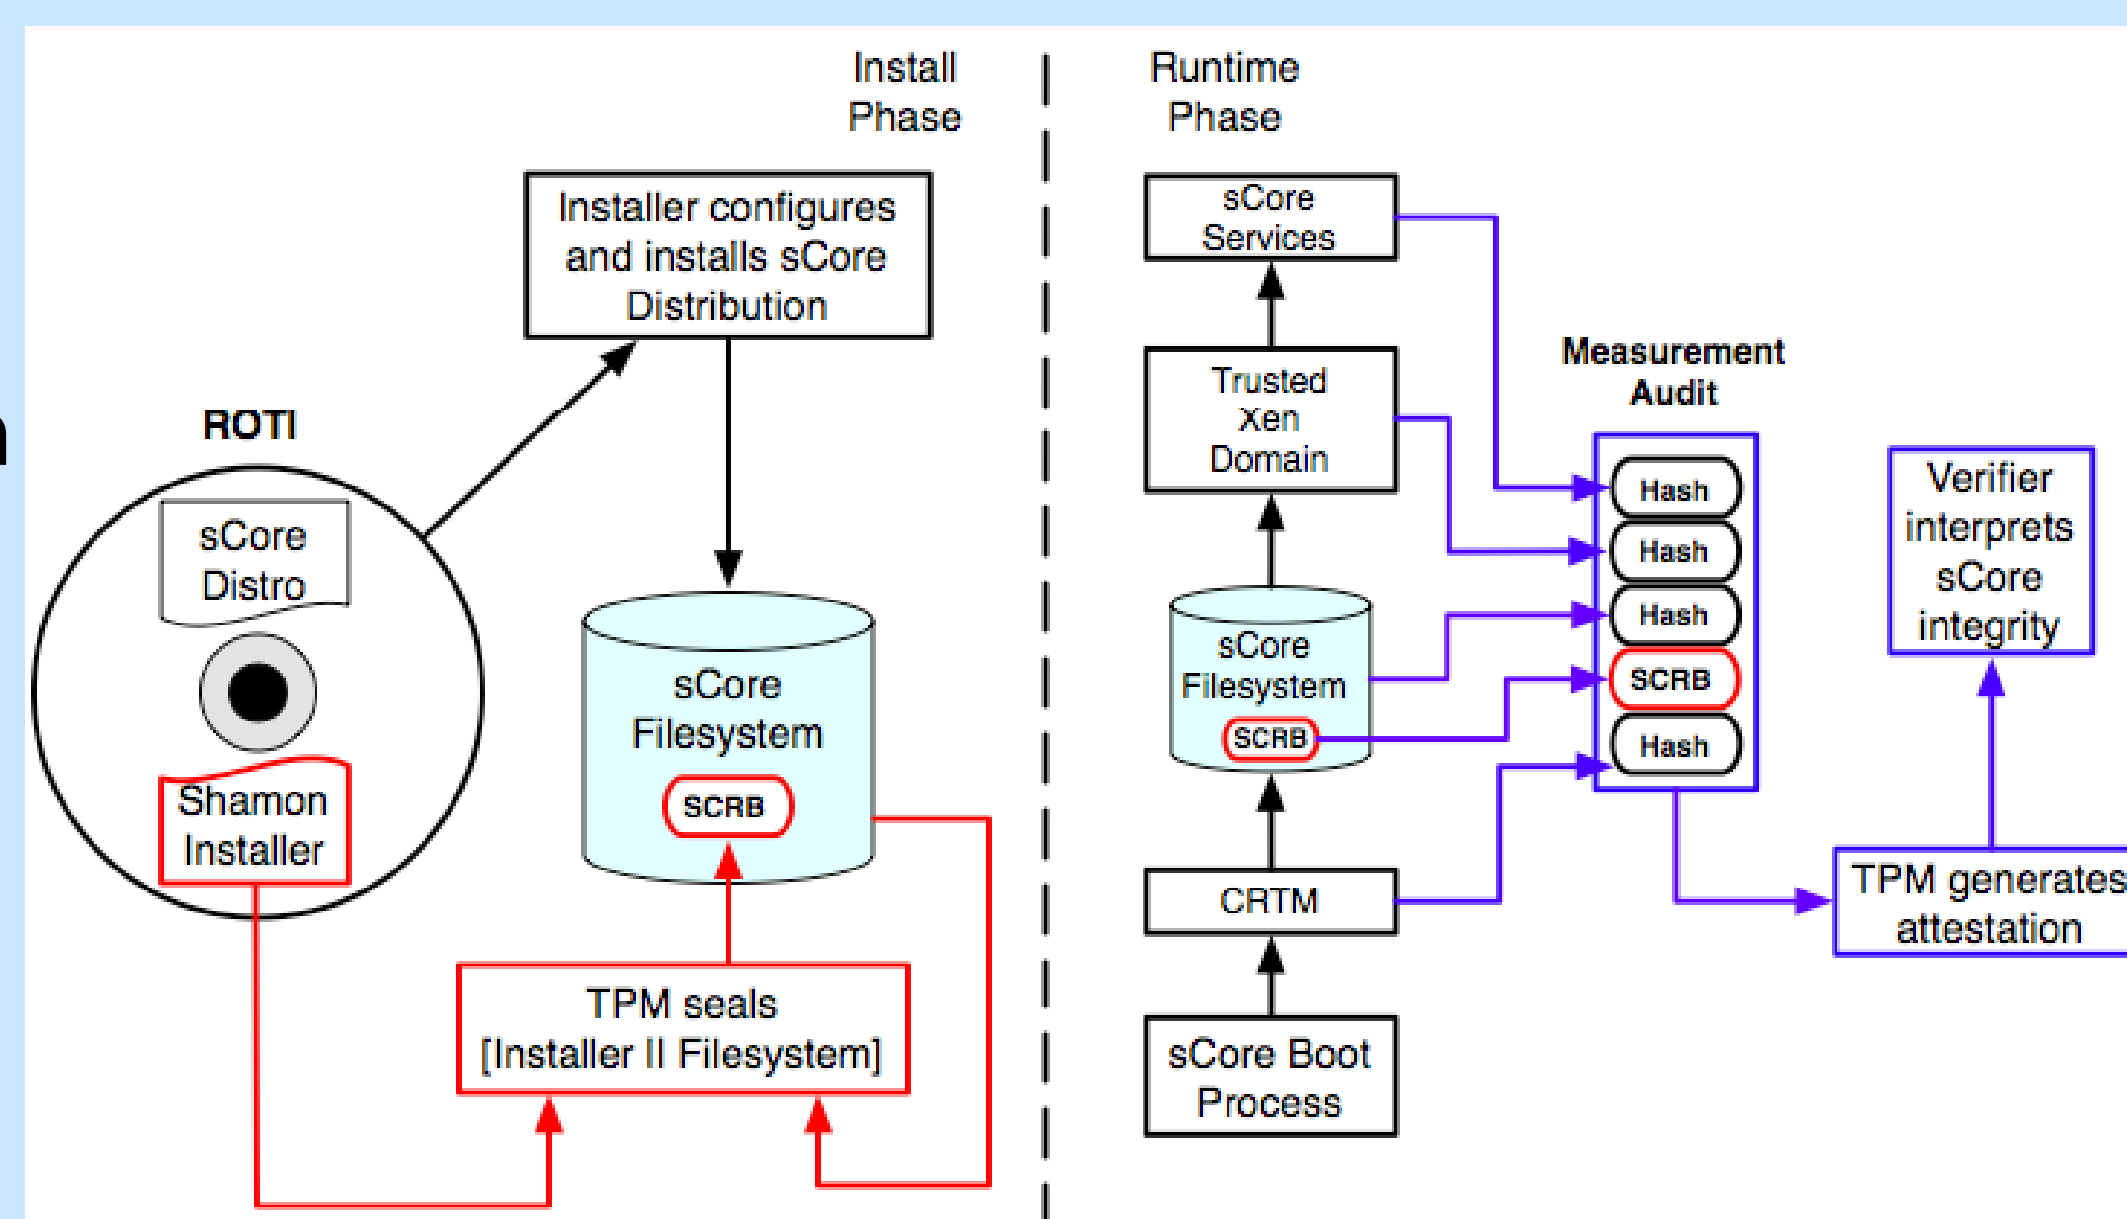 Install
Phase
Runtime
Phase
Installer configures
and installs sCore
Distribution
ROTI
sCore
Distro
Shamon
Installer
sCore
Filesystem
SCRB
TPM seals
[Installer II Filesystem]
sCore
Services
Trusted
Xen
Domain
sCore
Filesystem
SCRB
CRTM
sCore Boot
Process
Measurement
Audit
Hash
Hash
Hash
SCRB
Hash
Verifier
interprets
sCore
integrity
TPM generates
attestation